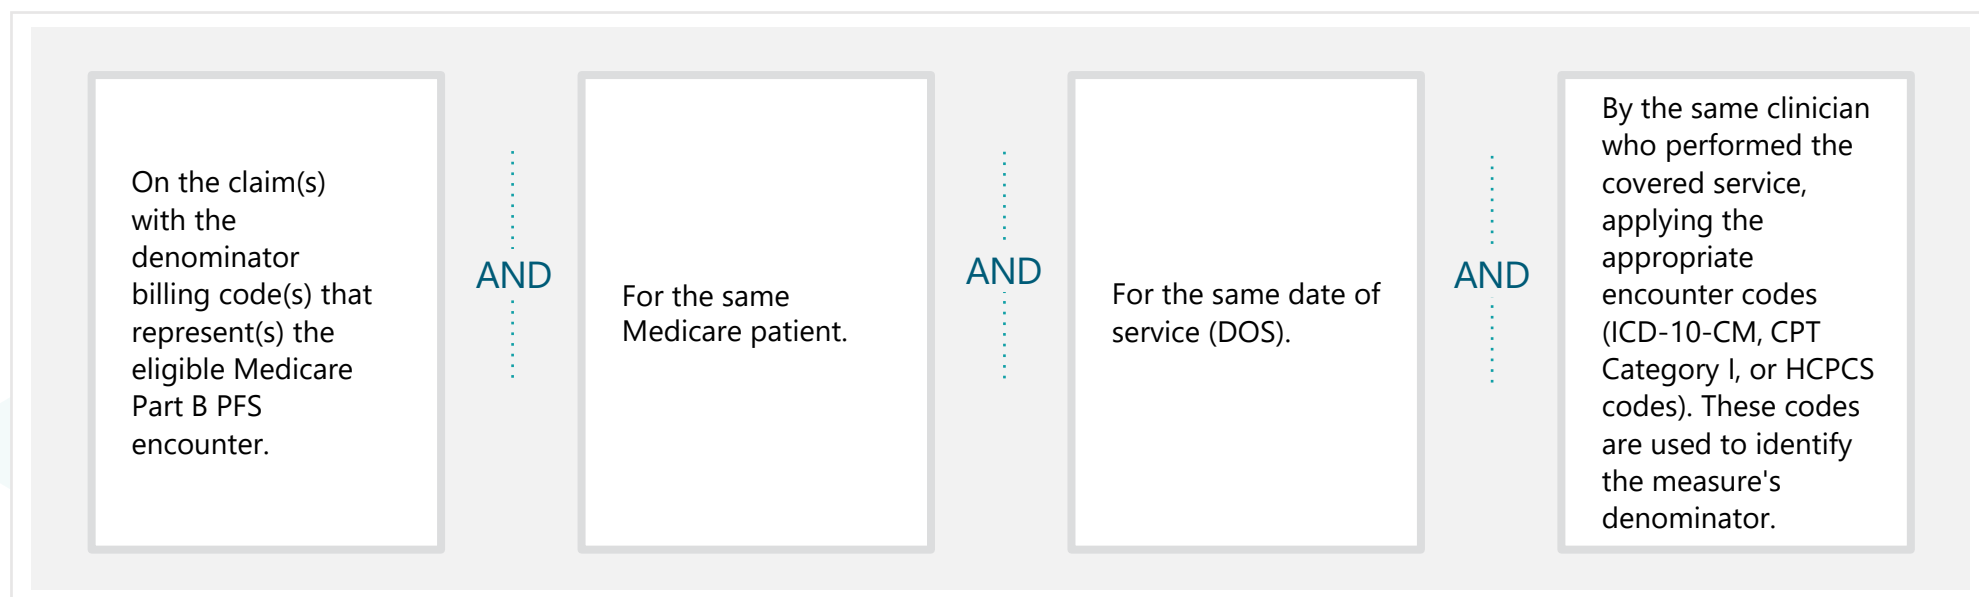 On the claim(s)
with the
denominator
billing code(s) that
represent(s) the
eligible Medicare
Part B PFS
encounter.
AND
For the same
Medicare patient.
AND
For the same date of
service (DOS).
AND
By the same clinician
who performed the
covered service,
applying the
appropriate
encounter codes
(ICD-10-CM, CPT
Category I, or HCPCS
codes). These codes
are used to identify
the measure's
denominator.